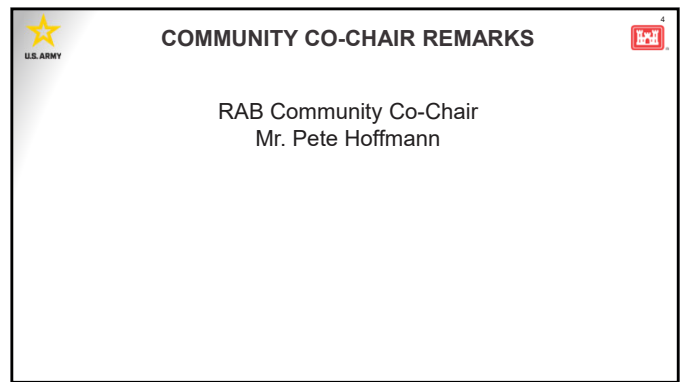 4
U.S. ARMY
COMMUNITY CO-CHAIR REMARKS
RAB Community Co-Chair
Mr. Pete Hoffmann